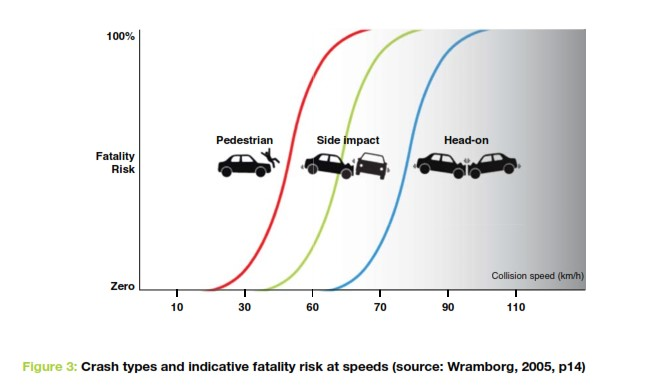 100%
Pedestrian
Side impact
Head-on
Fatality
Risk
Collision speed (km/h)
Zero
10 30 60 70 90 110
Figure 3: Crash types and indicative fatality risk at speeds (source: Wramborg, 2005, p14)